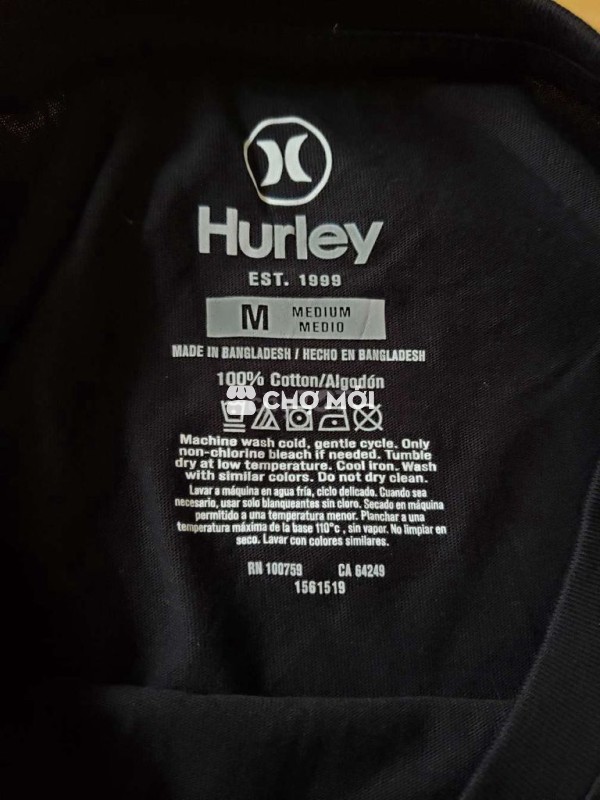 Hurley
EST. 1999
M MEDIUM
MEDIO
MADE IN BANGLADESH / HECHO EN BANGLADESH
100% Cotton/Algodón
CHỢ MỚI
Machine wash cold, gentle cycle. Only
non-chlorine bleach if needed. Tumble
dry at low temperature. Cool iron. Wash
with similar colors. Do not dry clean.
Lavar a máquina en agua fría, ciclo delicado. Cuando sea
necesario, usar solo blanqueantes sin cloro. Secado en máquina
permitido a una temperatura menor. Planchar a una
temperatura máxima de la base 110°c , sin vapor. No limpiar en
seco. Lavar con colores similares.
RN 100759 CA 64249
1561519